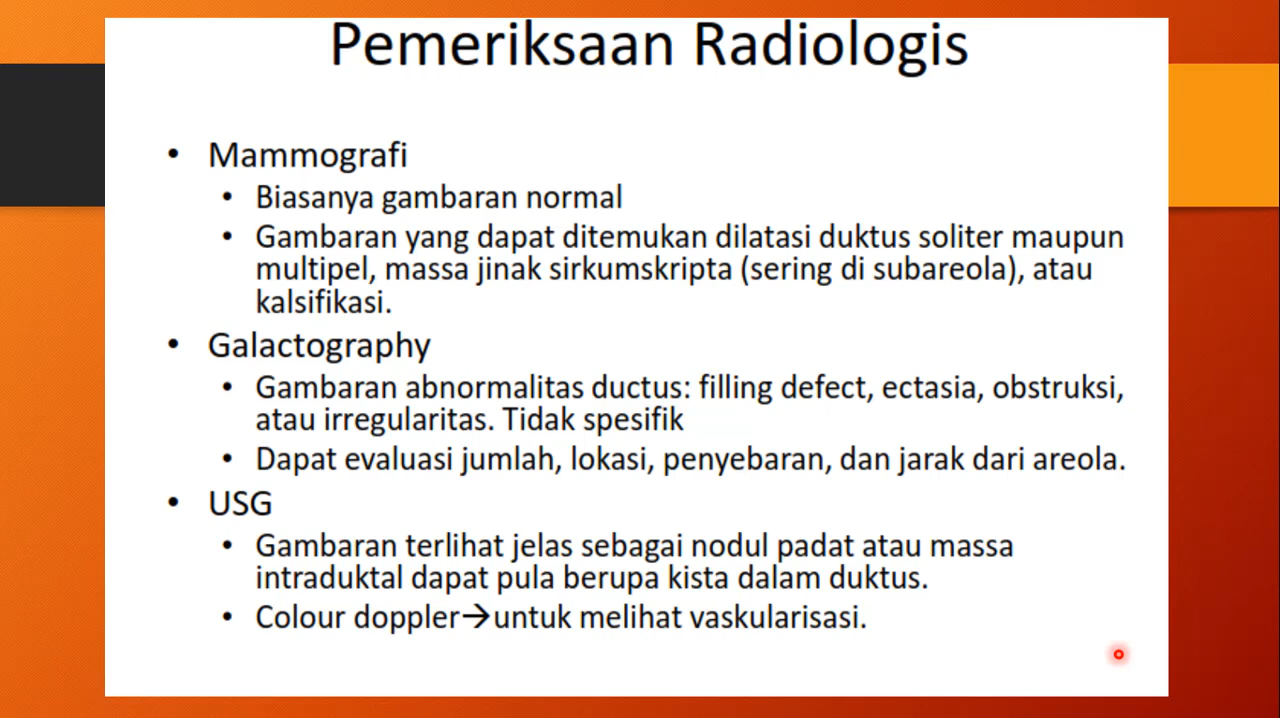 Pemeriksaan Radiologis
• Mammografi
• Biasanya gambaran normal
• Gambaran yang dapat ditemukan dilatasi duktus soliter maupun
multipel, massa jinak sirkumskripta (sering di subareola), atau
kalsifikasi.
• Galactography
• Gambaran abnormalitas ductus: filling defect, ectasia, obstruksi,
atau irregularitas. Tidak spesifik
• Dapat evaluasi jumlah, lokasi, penyebaran, dan jarak dari areola.
• USG
• Gambaran terlihat jelas sebagai nodul padat atau massa
intraduktal dapat pula berupa kista dalam duktus.
• Colour doppler→untuk melihat vaskularisasi.